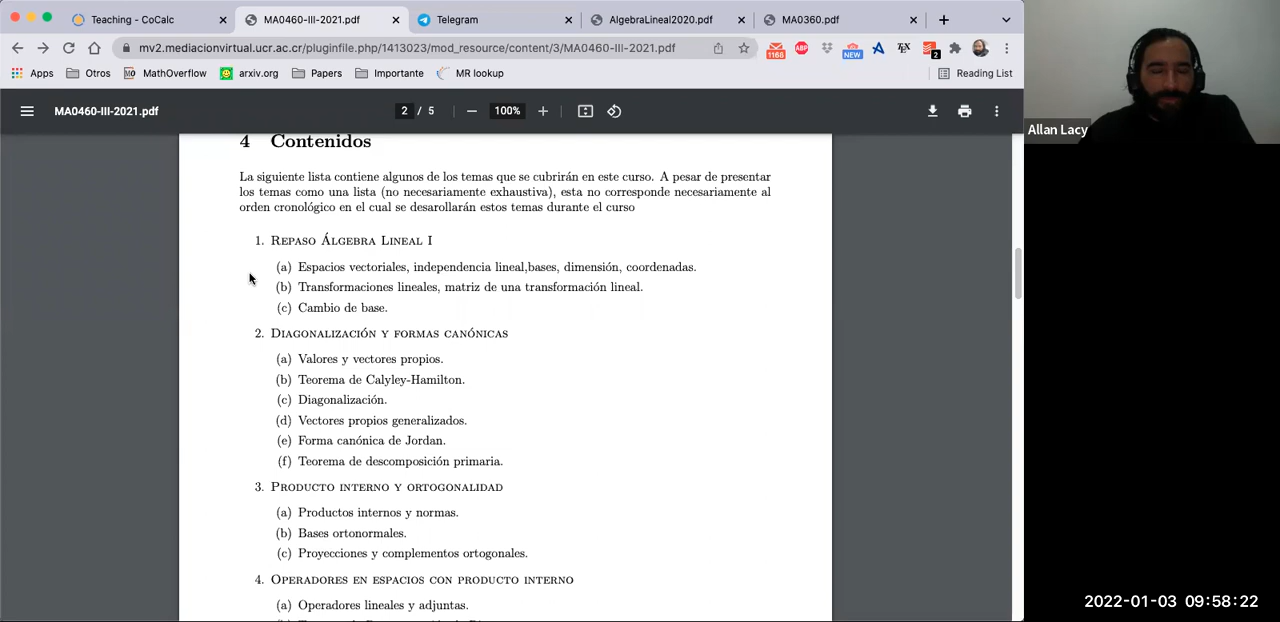 Teaching - CoCalc
MA0460-III-2021.pdf
Telegram
AlgebraLineal2020.pdf
MA0360.pdf
mv2.mediacionvirtual.ucr.ac.cr/pluginfile.php/1413023/mod_resource/content/3/MA0460-III-2021.pdf
1165
ABP
NEW
TEX
2
Apps
Otros
MO
MathOverflow
arxiv.org
Papers
Importante
MR lookup
Reading List
MA0460-III-2021.pdf
2 / 5
100%
4 Contenidos
La siguiente lista contiene algunos de los temas que se cubrirán en este curso. A pesar de presentar
los temas como una lista (no necesariamente exhaustiva), esta no corresponde necesariamente al
orden cronológico en el cual se desarollarán estos temas durante el curso
1. Repaso Álgebra Lineal I
(a) Espacios vectoriales, independencia lineal,bases, dimensión, coordenadas.
(b) Transformaciones lineales, matriz de una transformación lineal.
(c) Cambio de base.
2. Diagonalización y formas canónicas
(a) Valores y vectores propios.
(b) Teorema de Calyley-Hamilton.
(c) Diagonalización.
(d) Vectores propios generalizados.
(e) Forma canónica de Jordan.
(f) Teorema de descomposición primaria.
3. Producto interno y ortogonalidad
(a) Productos internos y normas.
(b) Bases ortonormales.
(c) Proyecciones y complementos ortogonales.
4. Operadores en espacios con producto interno
(a) Operadores lineales y adjuntas.
Allan Lacy
2022-01-03 09:58:22